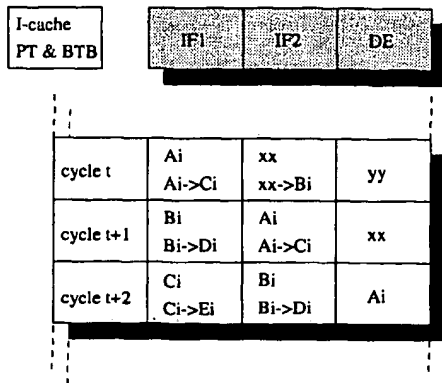 I-cache
PT & BTB
IF1 IF2 DE
Ai xx
cycle t yy
Ai->Ci xx->Bi
Bi Ai
cycle t+1 xx
Bi->Di Ai->Ci
Ci Bi
cycle t+2 Ai
Ci->Ei Bi->Di